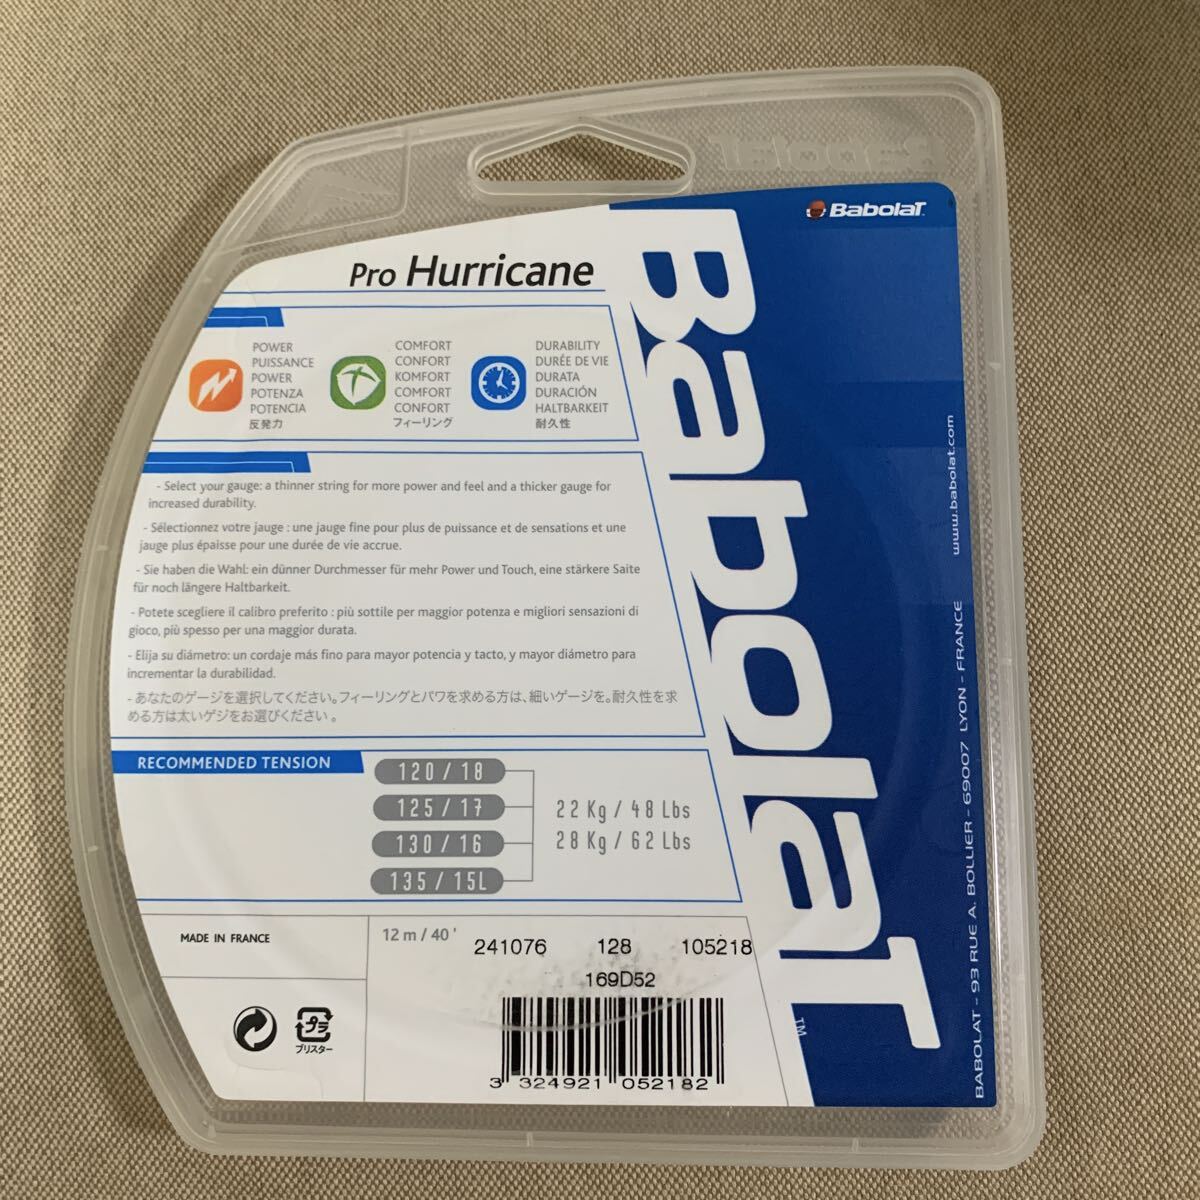 BabolaT
BabolaT
Pro Hurricane
POWER
PUISSANCE
POWER
POTENZA
POTENCIA
反発力
COMFORT
CONFORT
KOMFORT
COMFORT
CONFORT
フィーリング
DURABILITY
DURÉE DE VIE
DURATA
DURACIÓN
HALTBARKEIT
耐久性
- Select your gauge: a thinner string for more power and feel and a thicker gauge for
increased durability.
- Sélectionnez votre jauge : une jauge fine pour plus de puissance et de sensations et une
jauge plus épaisse pour une durée de vie accrue.
- Sie haben die Wahl: ein dünner Durchmesser für mehr Power und Touch, eine stärkere Saite
für noch längere Haltbarkeit.
- Potete scegliere il calibro preferito : più sottile per maggior potenza e migliori sensazioni di
gioco, più spesso per una maggior durata.
- Elija su diámetro: un cordaje más fino para mayor potencia y tacto, y mayor diámetro para
incrementar la durabilidad.
- あなたのゲージを選択してください。フィーリングとパワを求める方は、細いゲージを。耐久性を求
める方は太いゲジをお選びください 。
RECOMMENDED TENSION
120 / 18
125 / 17
130 / 16
135 / 15L
22 Kg / 48 Lbs
28 Kg / 62 Lbs
MADE IN FRANCE
12 m / 40 '
241076 128 105218
169D52
3 324921 052182
プラ
ブリスター
BabolaT TM
www.babolat.com
BABOLAT - 93 RUE A. BOLLIER - 69007 LYON - FRANCE